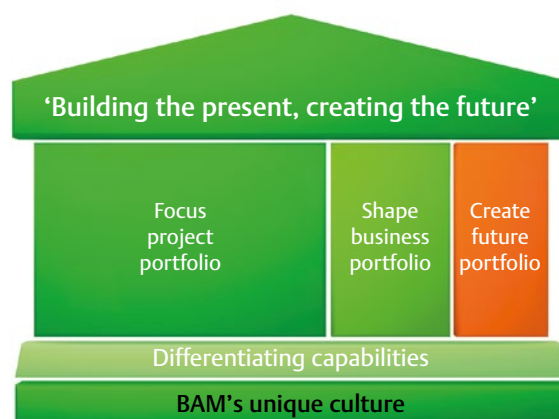 ‘Building the present, creating the future’
Focus
project
portfolio
Shape
business
portfolio
Create
future
portfolio
Differentiating capabilities
BAM’s unique culture